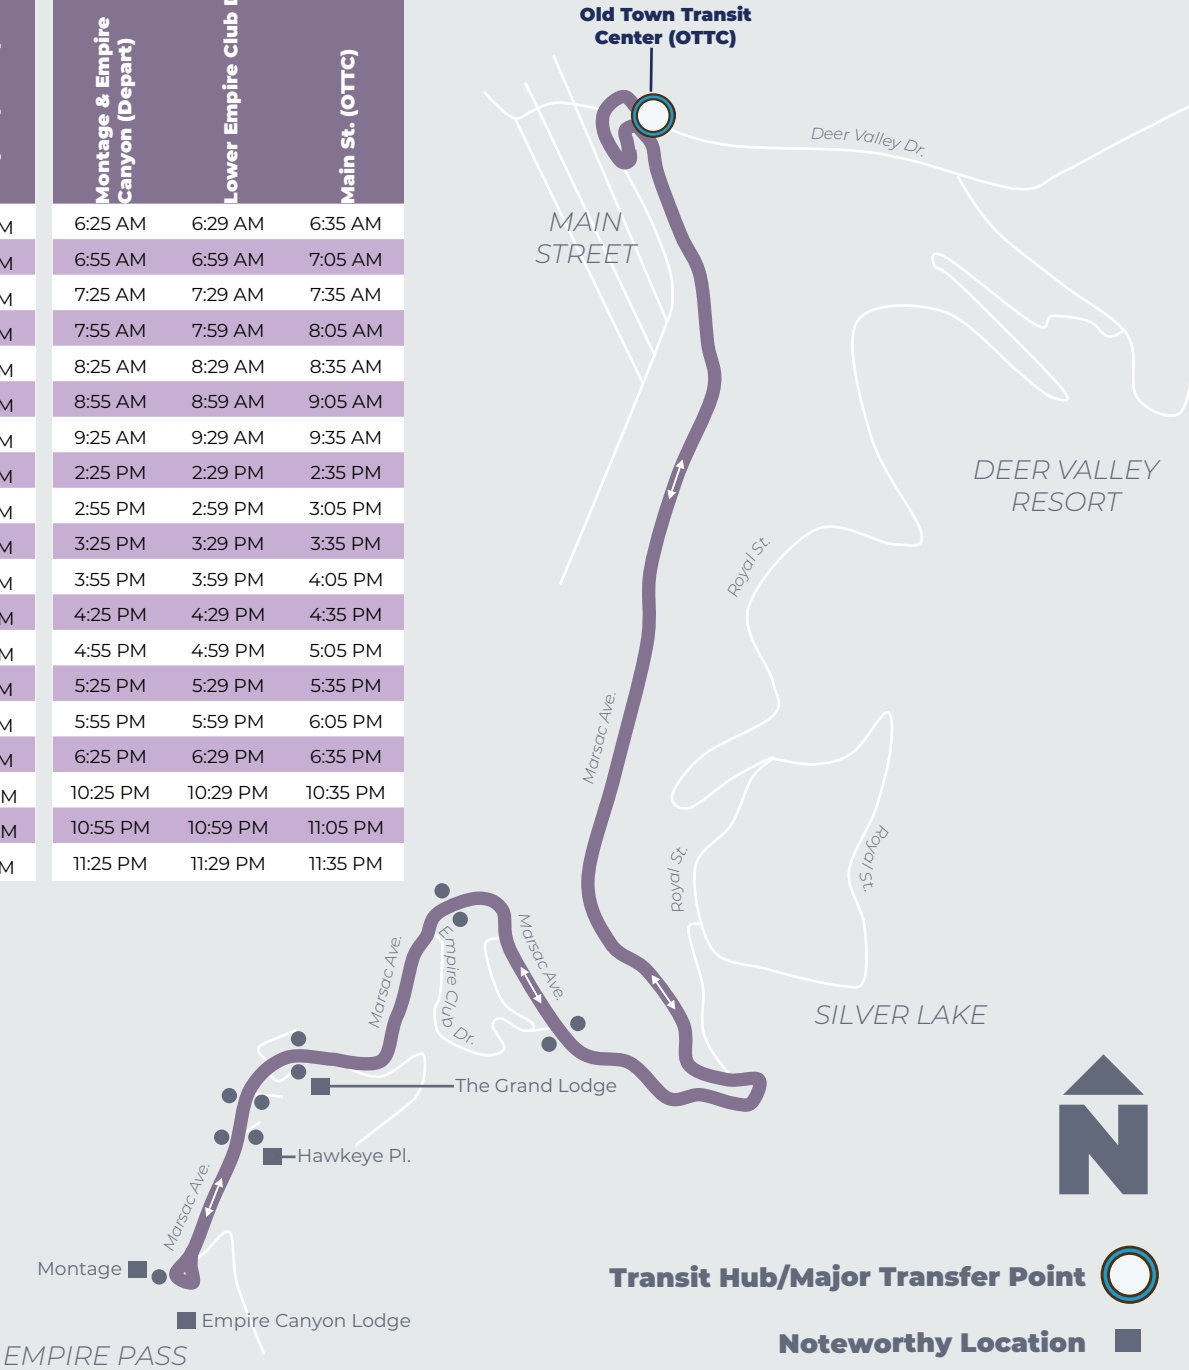 Montage & Empire
Canyon (Depart)
Lower Empire Club
Main St. (OTTC)
M
6:25 AM 6:29 AM 6:35 AM
M
6:55 AM 6:59 AM 7:05 AM
M
7:25 AM 7:29 AM 7:35 AM
M
7:55 AM 7:59 AM 8:05 AM
M
8:25 AM 8:29 AM 8:35 AM
M
8:55 AM 8:59 AM 9:05 AM
M
9:25 AM 9:29 AM 9:35 AM
M
2:25 PM 2:29 PM 2:35 PM
M
2:55 PM 2:59 PM 3:05 PM
M
3:25 PM 3:29 PM 3:35 PM
M
3:55 PM 3:59 PM 4:05 PM
M
4:25 PM 4:29 PM 4:35 PM
M
4:55 PM 4:59 PM 5:05 PM
M
5:25 PM 5:29 PM 5:35 PM
M
5:55 PM 5:59 PM 6:05 PM
M
6:25 PM 6:29 PM 6:35 PM
M
10:25 PM 10:29 PM 10:35 PM
M
10:55 PM 10:59 PM 11:05 PM
M
11:25 PM 11:29 PM 11:35 PM
Old Town Transit
Center (OTTC)
Deer Valley Dr.
MAIN
STREET
DEER VALLEY
RESORT
Royal St.
Marsac Ave.
Royal St.
Royal St.
Marsac Ave.
Empire Club Dr.
Marsac Ave.
SILVER LAKE
The Grand Lodge
Hawkeye Pl.
Marsac Ave.
Montage
Empire Canyon Lodge
EMPIRE PASS
N
Transit Hub/Major Transfer Point
Noteworthy Location